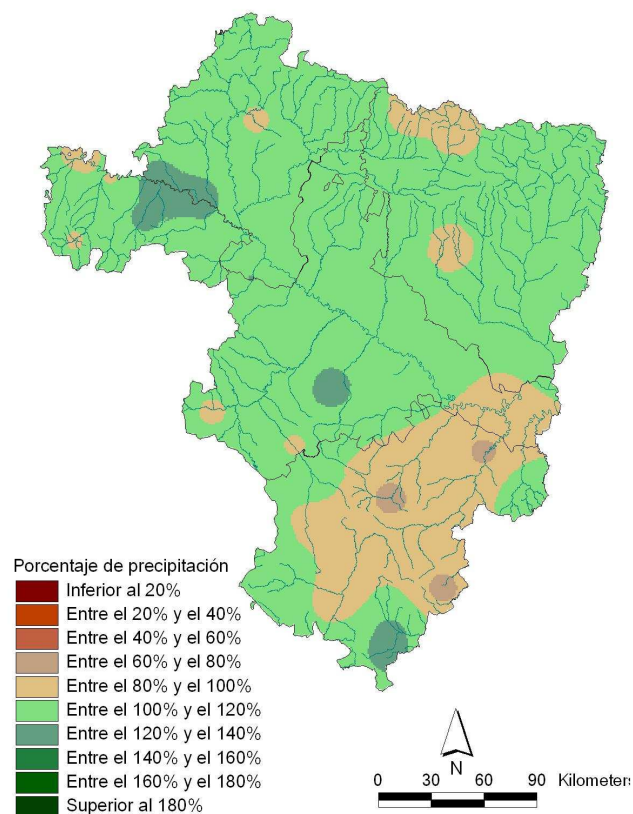 Porcentaje de precipitación
Inferior al 20%
Entre el 20% y el 40%
Entre el 40% y el 60%
Entre el 60% y el 80%
Entre el 80% y el 100%
Entre el 100% y el 120%
Entre el 120% y el 140%
Entre el 140% y el 160%
Entre el 160% y el 180%
Superior al 180%
N
0 30 60 90 Kilometers